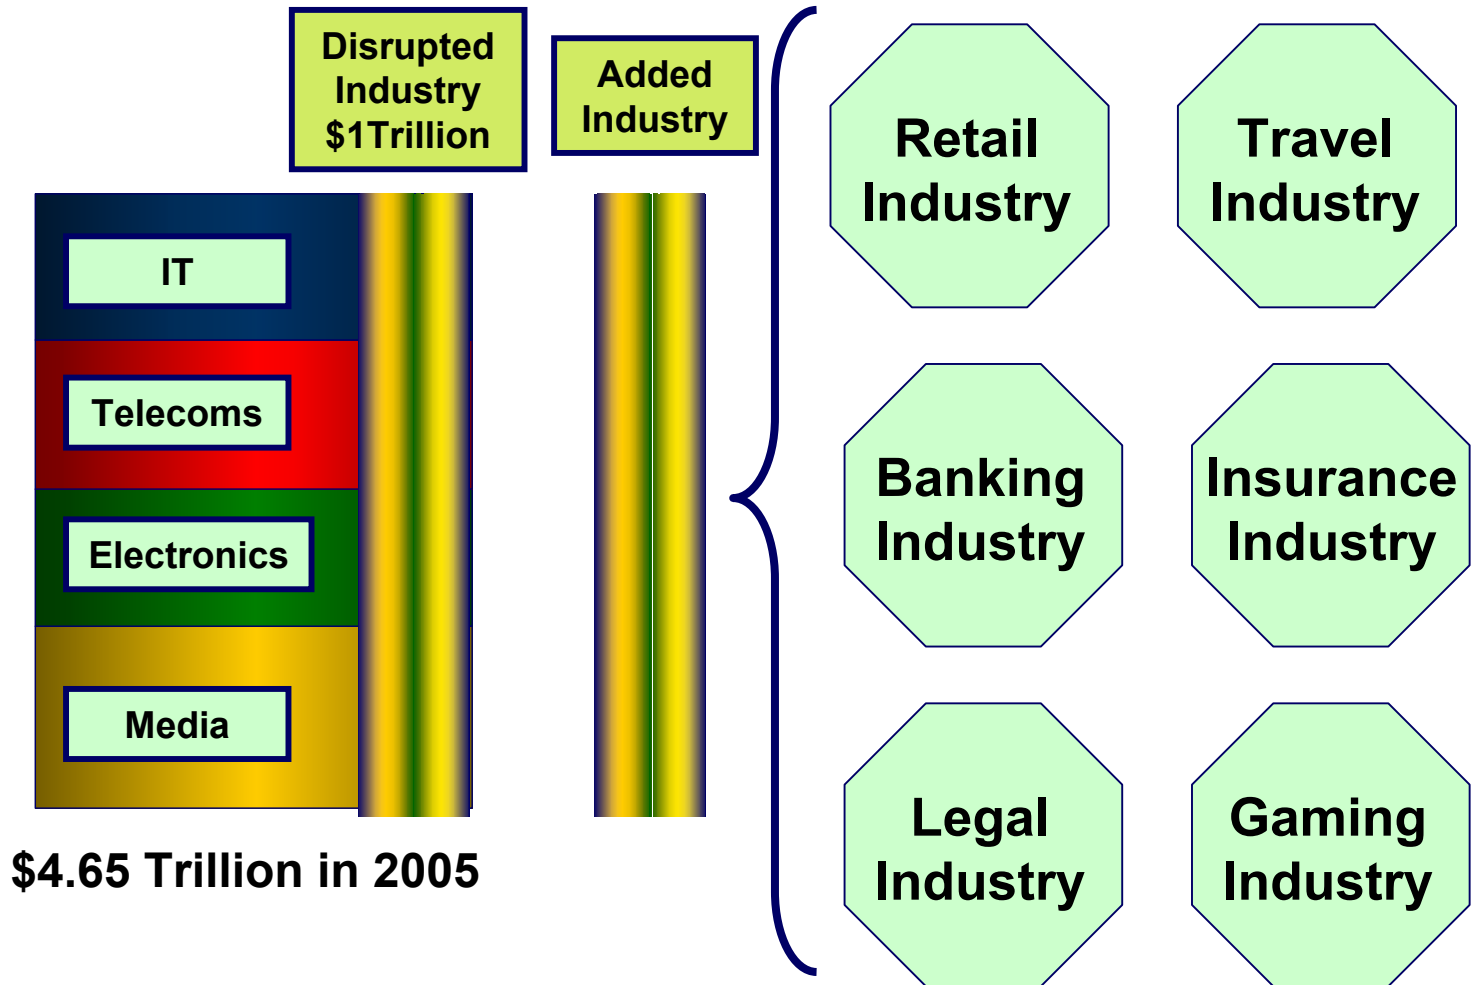 Disrupted
Industry
$1Trillion
Added
Industry
IT
Telecoms
Electronics
Media
$4.65 Trillion in 2005
Retail
Industry
Travel
Industry
Banking
Industry
Insurance
Industry
Legal
Industry
Gaming
Industry